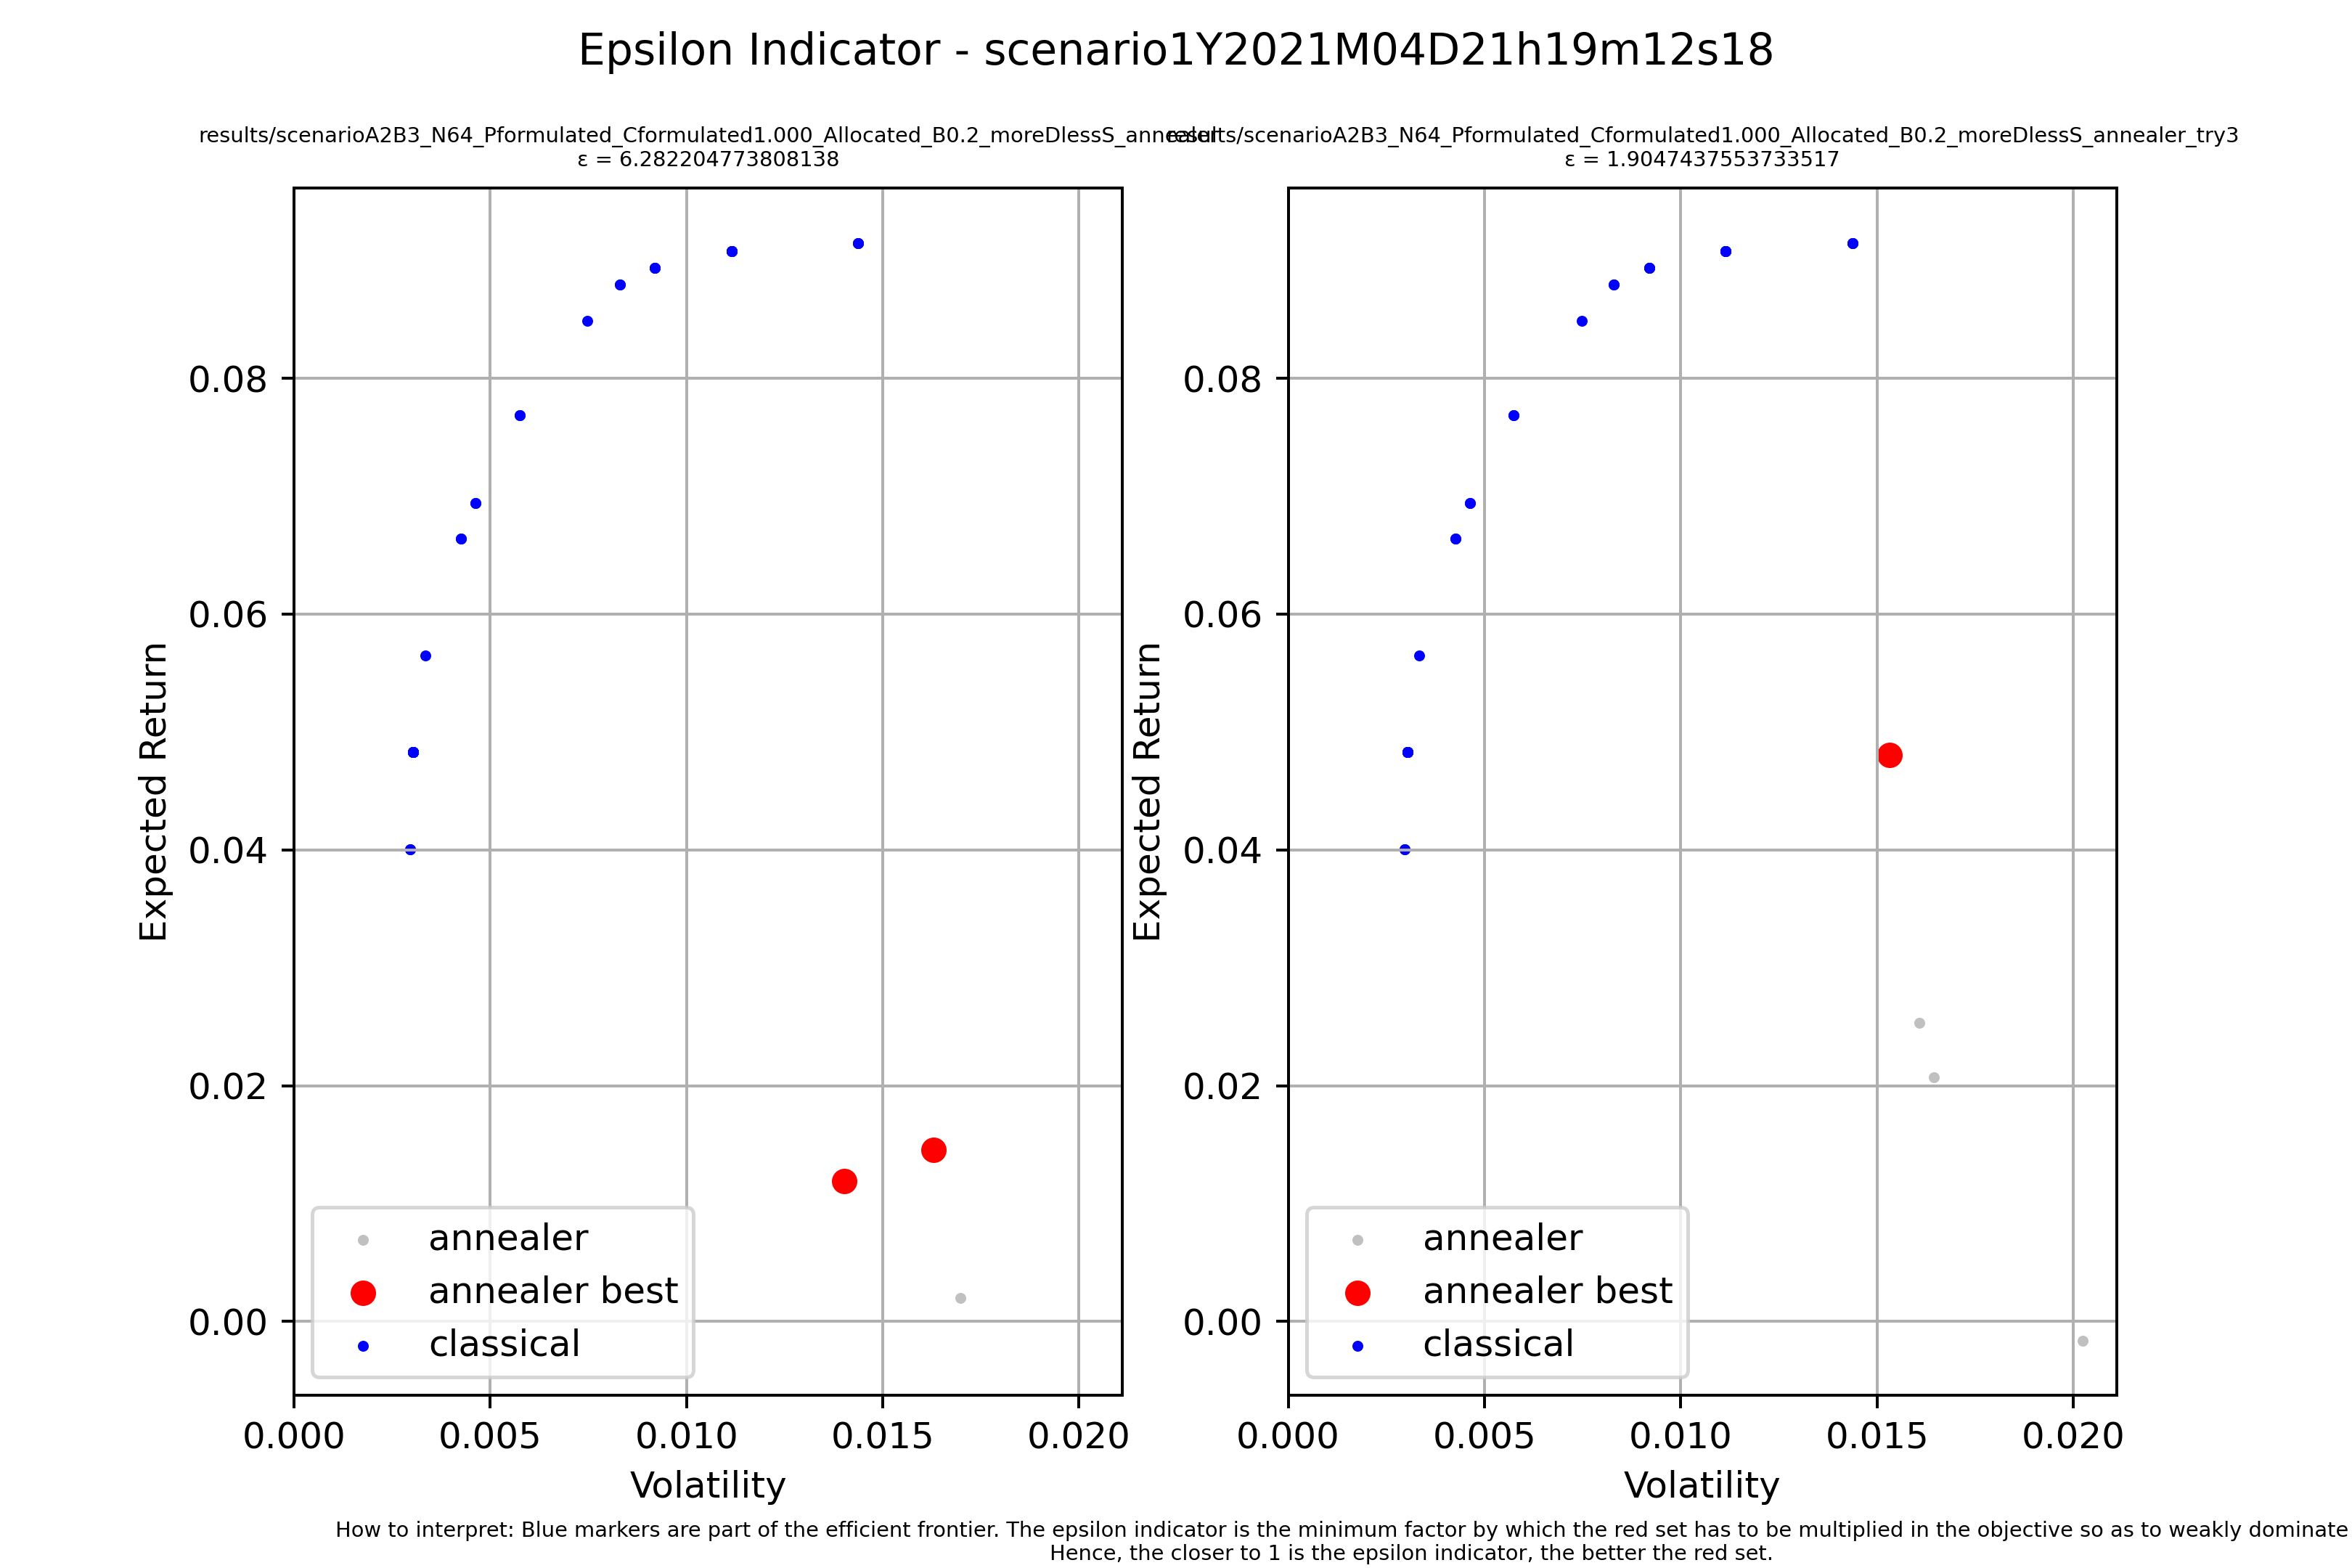 Epsilon Indicator - scenario1Y2021M04D21h19m12s18
results/scenarioA2B3_N64_Pformulated_Cformulated1.000_Allocated_B0.2_moreDlessS_annealer
ε = 6.282204773808138
results/scenarioA2B3_N64_Pformulated_Cformulated1.000_Allocated_B0.2_moreDlessS_annealer_try3
ε = 1.9047437553733517
Expected Return
0.08
0.06
0.04
0.02
0.00
annealer
annealer best
classical
0.000 0.005 0.010 0.015 0.020
Volatility
Expected Return
0.08
0.06
0.04
0.02
0.00
annealer
annealer best
classical
0.000 0.005 0.010 0.015 0.020
Volatility
How to interpret: Blue markers are part of the efficient frontier. The epsilon indicator is the minimum factor by which the red set has to be multiplied in the objective so as to weakly dominate
Hence, the closer to 1 is the epsilon indicator, the better the red set.